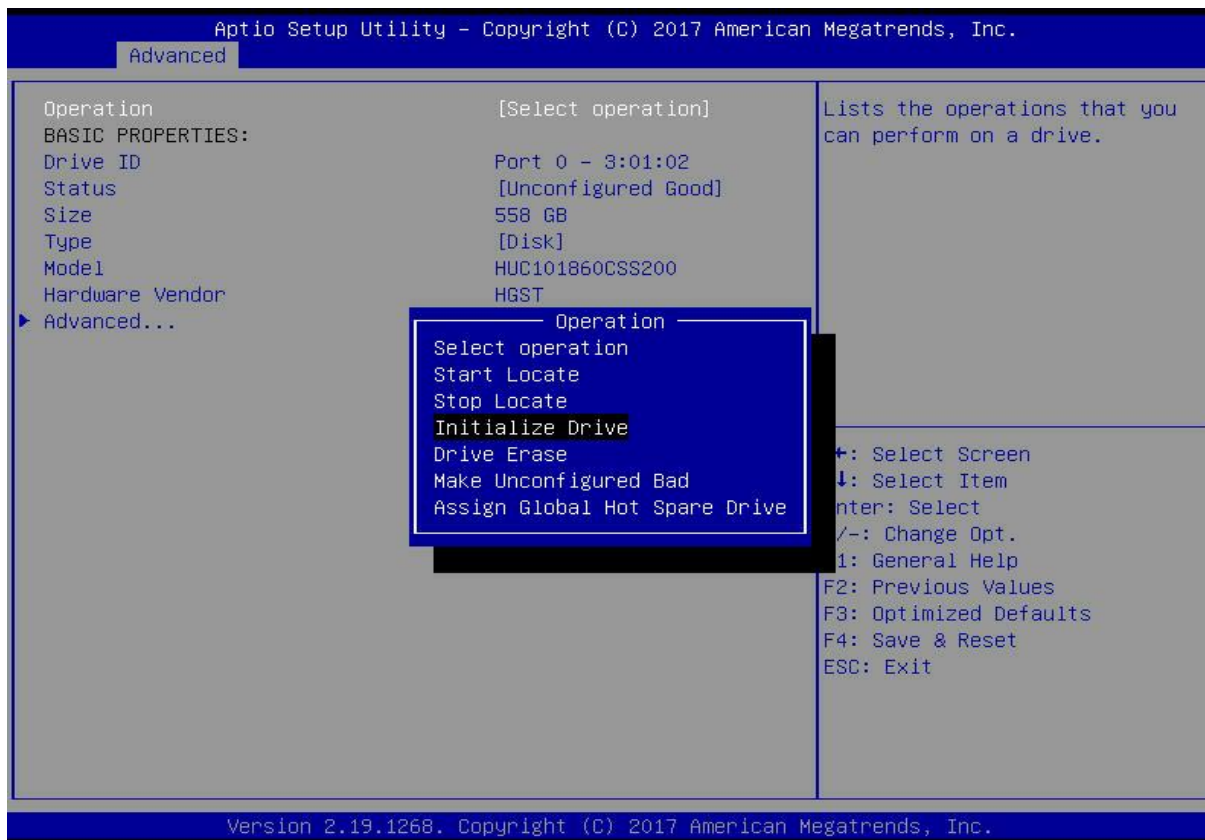 Aptio Setup Utility – Copyright (C) 2017 American Megatrends, Inc.
Advanced
Operation [Select operation]
BASIC PROPERTIES:
Drive ID Port 0 – 3:01:02
Status [Unconfigured Good]
Size 558 GB
Type [Disk]
Model HUC101860CSS200
Hardware Vendor HGST
▶ Advanced...
Lists the operations that you
can perform on a drive.
Operation
Select operation
Start Locate
Stop Locate
Initialize Drive
Drive Erase
Make Unconfigured Bad
Assign Global Hot Spare Drive
: Select Screen
: Select Item
nter: Select
/-: Change Opt.
1: General Help
F2: Previous Values
F3: Optimized Defaults
F4: Save & Reset
ESC: Exit
Version 2.19.1268. Copyright (C) 2017 American Megatrends, Inc.